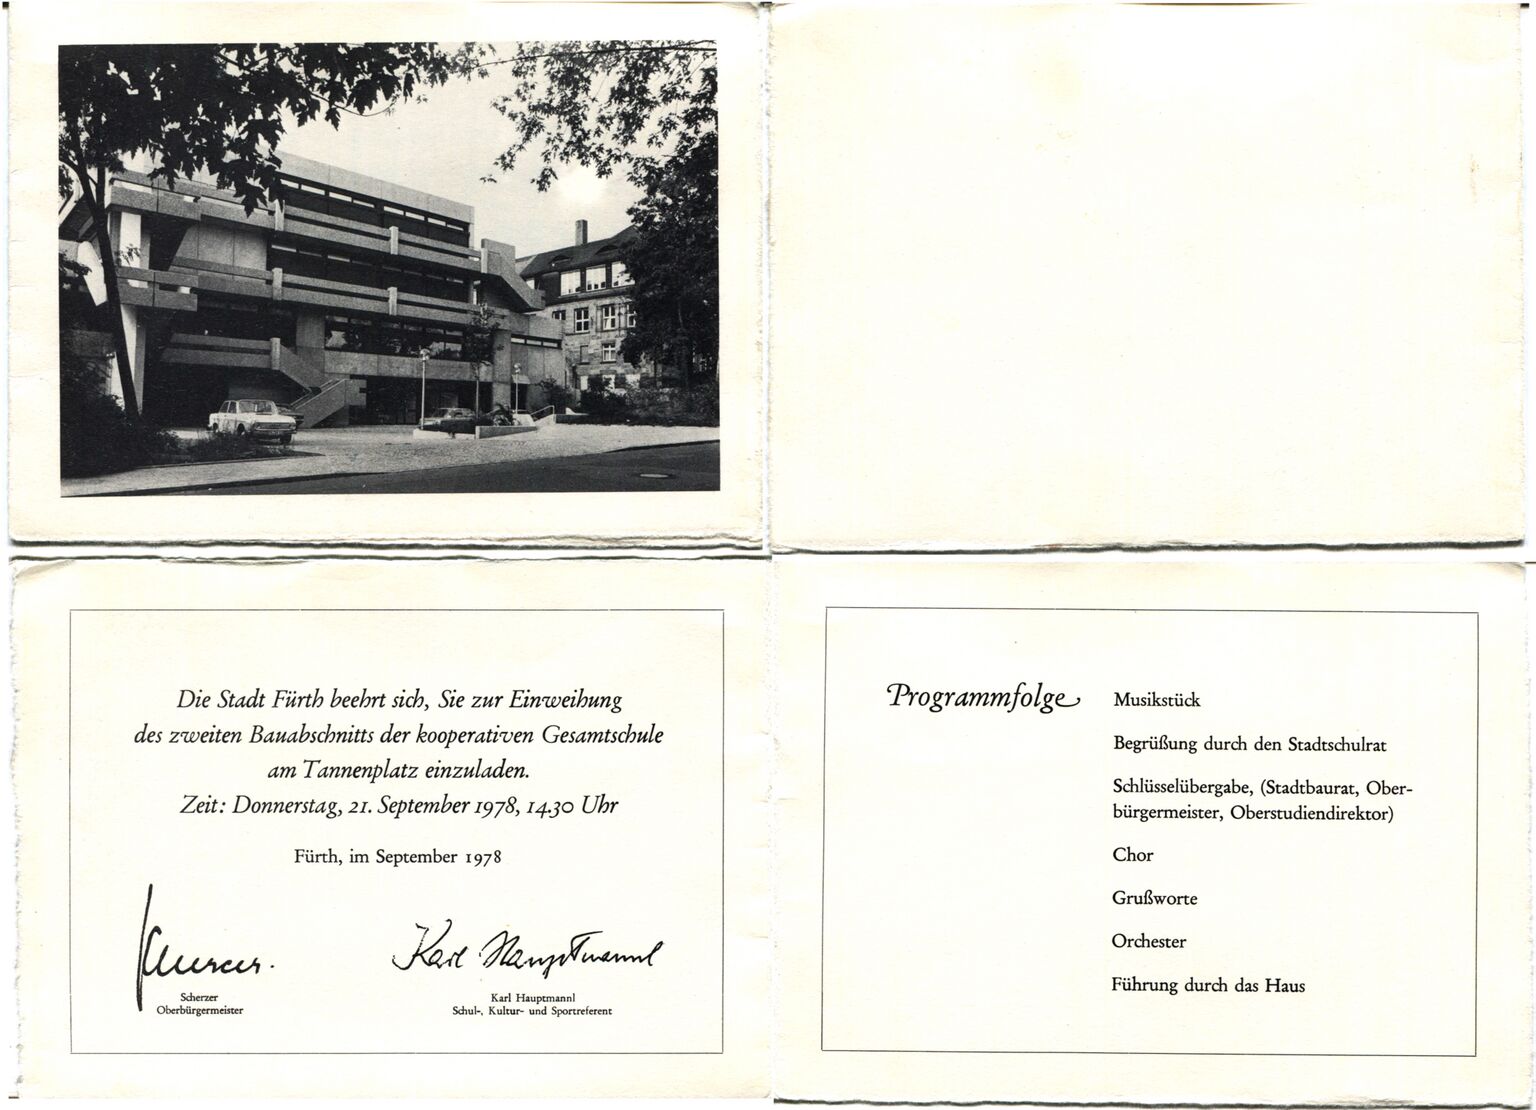 Die Stadt Fürth beehrt sich, Sie zur Einweihung
des zweiten Bauabschnitts der kooperativen Gesamtschule
am Tannenplatz einzuladen.
Zeit: Donnerstag, 21. September 1978, 14.30 Uhr
Fürth, im September 1978
Karl Hauptmannl
Scherzer
Oberbürgermeister
Karl Hauptmannl
Schul-, Kultur- und Sportreferent
Programmfolge
Musikstück
Begrüßung durch den Stadtschulrat
Schlüsselübergabe, (Stadtbaurat, Ober-
bürgermeister, Oberstudiendirektor)
Chor
Grußworte
Orchester
Führung durch das Haus